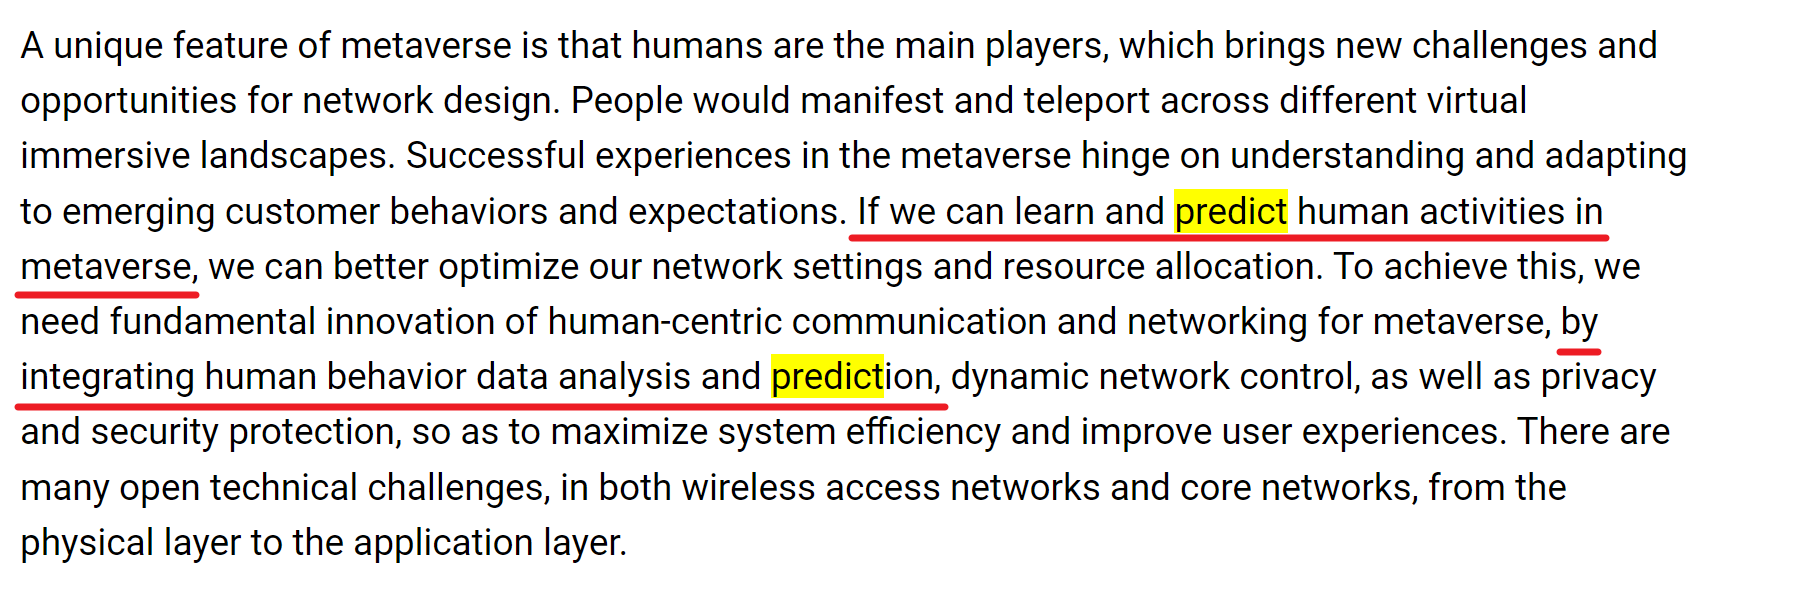 A unique feature of metaverse is that humans are the main players, which brings new challenges and
opportunities for network design. People would manifest and teleport across different virtual
immersive landscapes. Successful experiences in the metaverse hinge on understanding and adapting
to emerging customer behaviors and expectations. If we can learn and predict human activities in
metaverse, we can better optimize our network settings and resource allocation. To achieve this, we
need fundamental innovation of human-centric communication and networking for metaverse, by
integrating human behavior data analysis and prediction, dynamic network control, as well as privacy
and security protection, so as to maximize system efficiency and improve user experiences. There are
many open technical challenges, in both wireless access networks and core networks, from the
physical layer to the application layer.